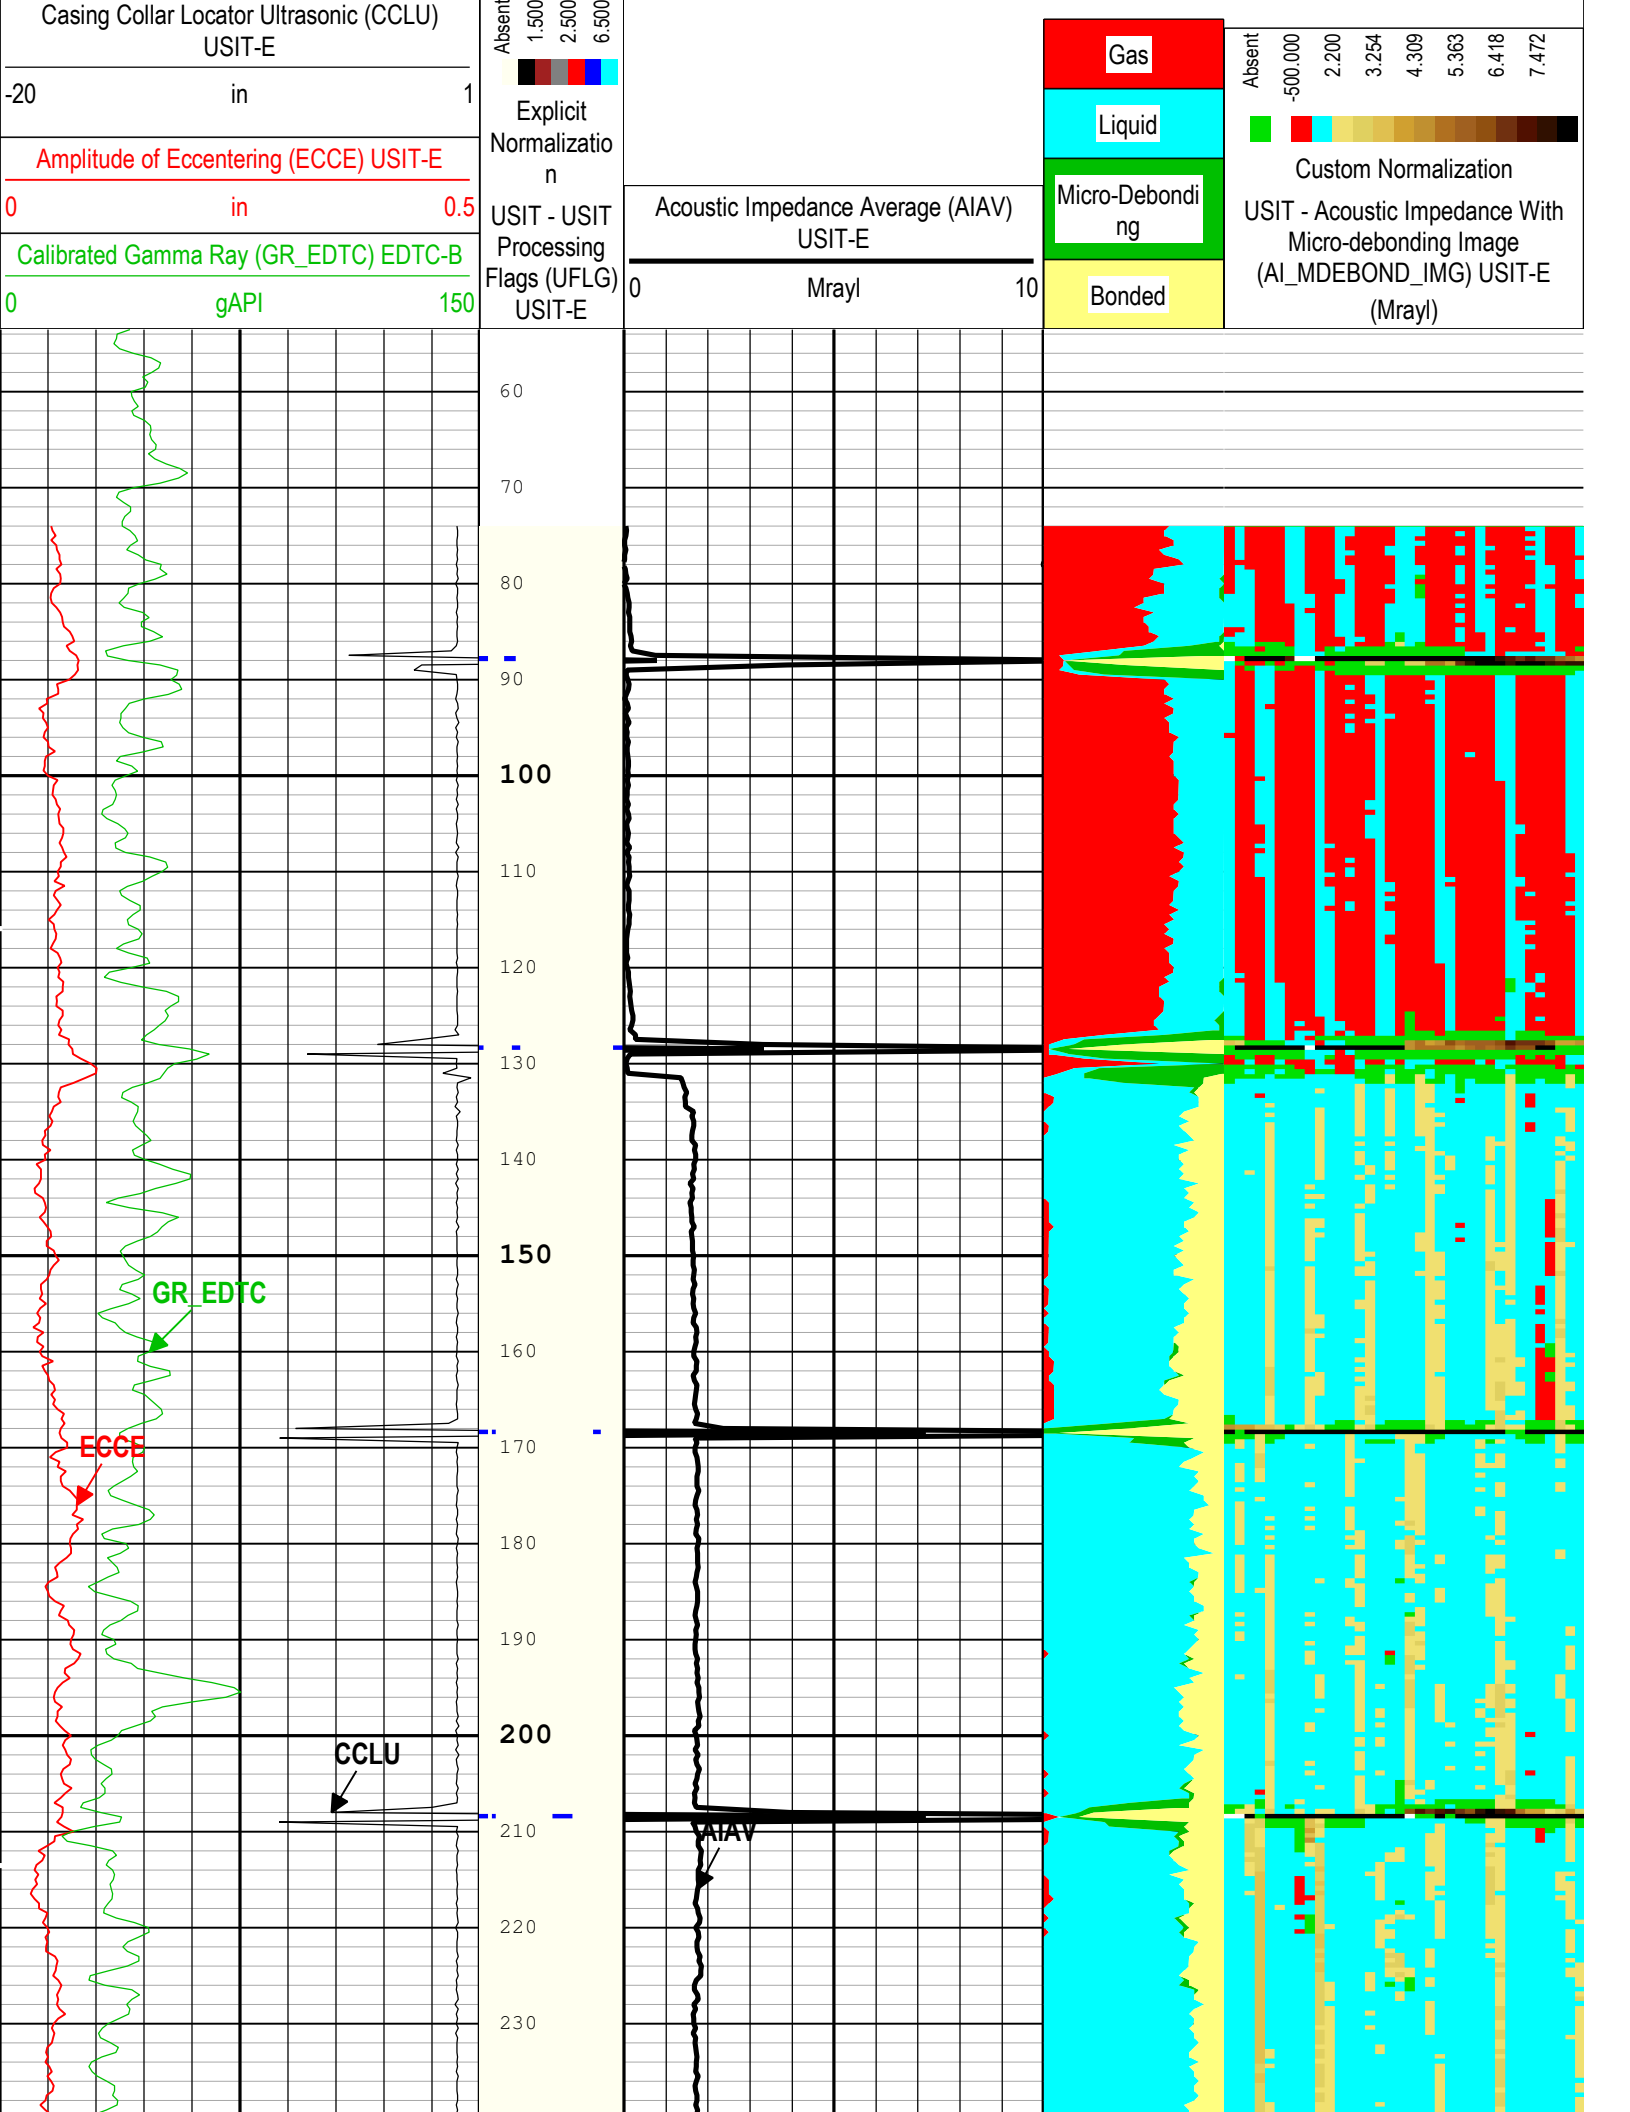 Casing Collar Locator Ultrasonic (CCLU)
USIT-E
-20 in 1
Amplitude of Eccentering (ECCE) USIT-E
0 in 0.5
Calibrated Gamma Ray (GR_EDTC) EDTC-B
0 gAPI 150
Absent 1.500 2.500 6.500
Explicit
Normalizatio
n
USIT - USIT
Processing
Flags (UFLG)
USIT-E
Acoustic Impedance Average (AIAV)
USIT-E
0 Mrayl 10
Gas
Liquid
Micro-Debondi
ng
Bonded
Absent -500.000 2.200 3.254 4.309 5.363 6.418 7.472
Custom Normalization
USIT - Acoustic Impedance With
Micro-debonding Image
(AI_MDEBOND_IMG) USIT-E
(Mrayl)
60
70
80
90
100
110
120
130
140
150
GR_EDTC
160
ECCE
170
180
190
200
CCLU
210
AIAV
220
230